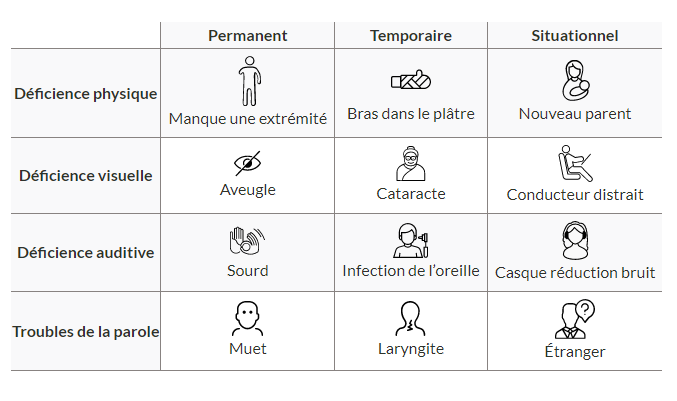 Permanent Temporaire Situationnel
Déficience physique Manque une extrémité Bras dans le plâtre Nouveau parent
Déficience visuelle Aveugle Cataracte Conducteur distrait
Déficience auditive Sourd Infection de l'oreille Casque réduction bruit
Troubles de la parole Muet Laryngite Étranger